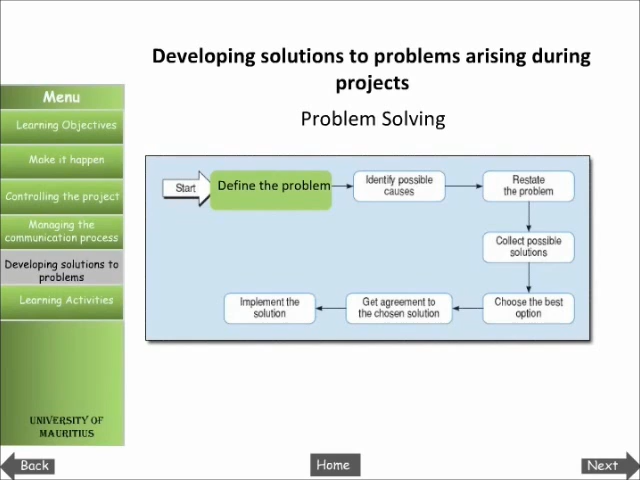 Developing solutions to problems arising during
projects
Problem Solving
Menu
Learning Objectives
Make it happen
Controlling the project
Managing the
communication process
Developing solutions to
problems
Learning Activities
UNIVERSITY OF
MAURITIUS
Start
Define the problem
Identify possible
causes
Restate
the problem
Collect possible
solutions
Choose the best
option
Get agreement to
the chosen solution
Implement the
solution
Back
Home
Next